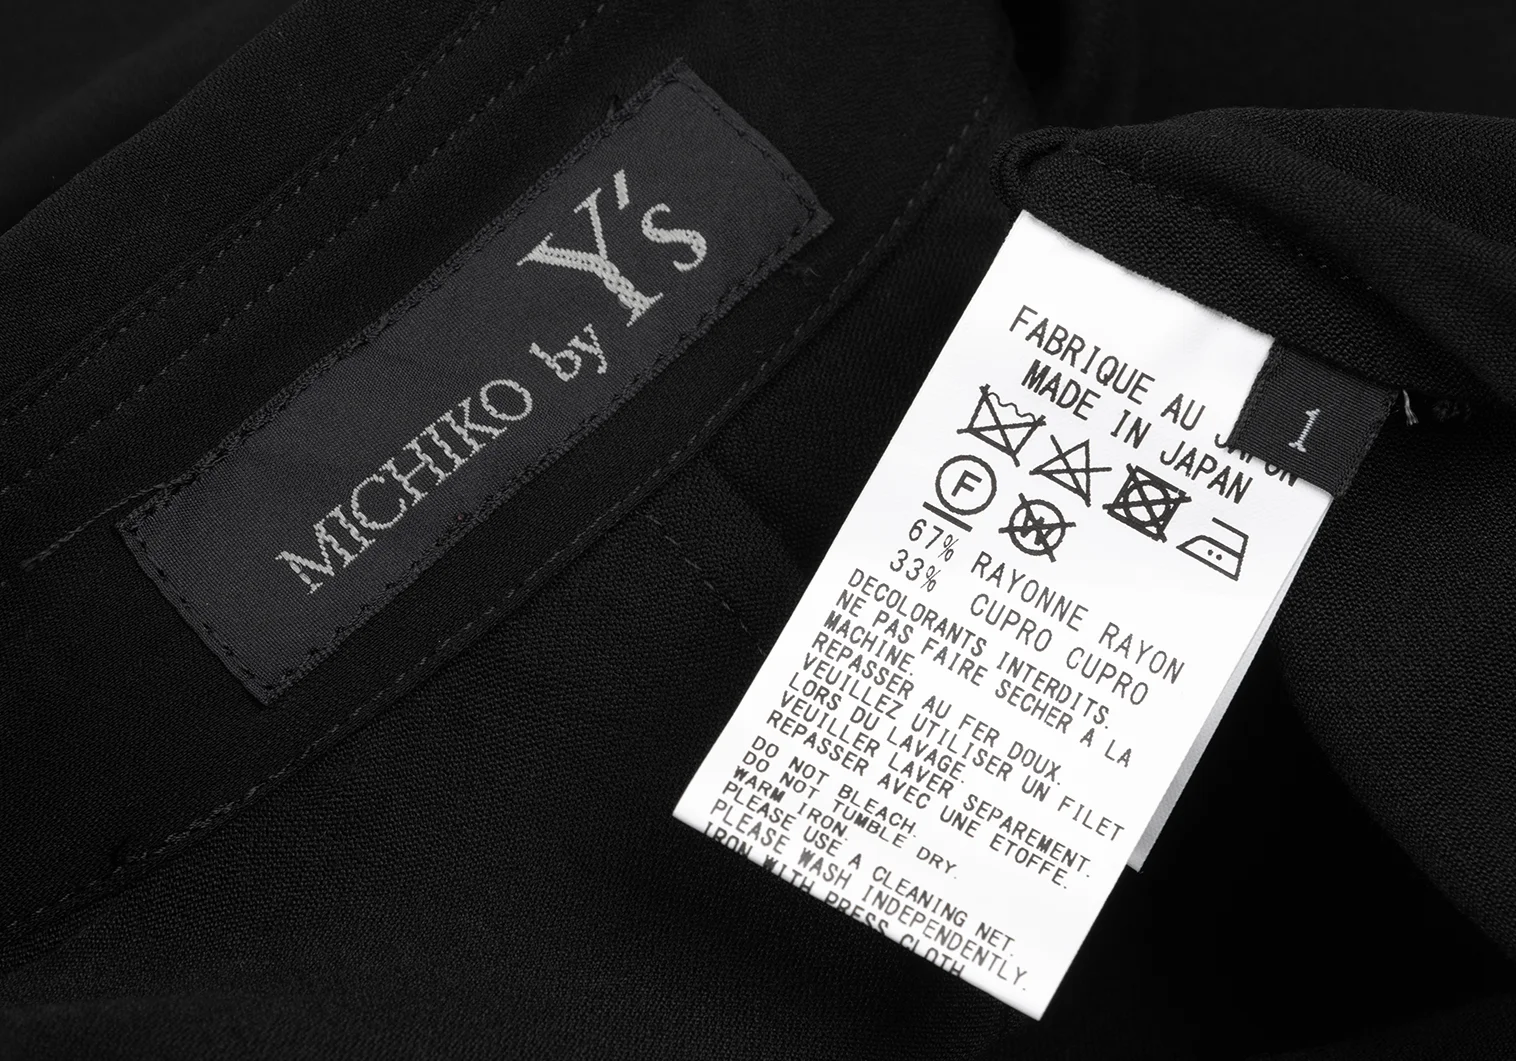 MICHIKO by Y's
1
FABRIQUE AU JAPON
MADE IN JAPAN
F
W
67% RAYONNE RAYON
33% CUPRO CUPRO
DECOLORANTS INTERDITS.
NE PAS FAIRE SECHER A LA
MACHINE.
REPASSER AU FER DOUX.
VEUILLEZ UTILISER UN FILET
LORS DU LAVAGE.
VEUILLER LAVER SEPAREMENT.
REPASSER AVEC UNE ETOFFE.
DO NOT BLEACH.
DO NOT TUMBLE DRY.
WARM IRON
PLEASE USE A CLEANING NET.
PLEASE WASH INDEPENDENTLY.
IRON WITH PRESS CLOTH